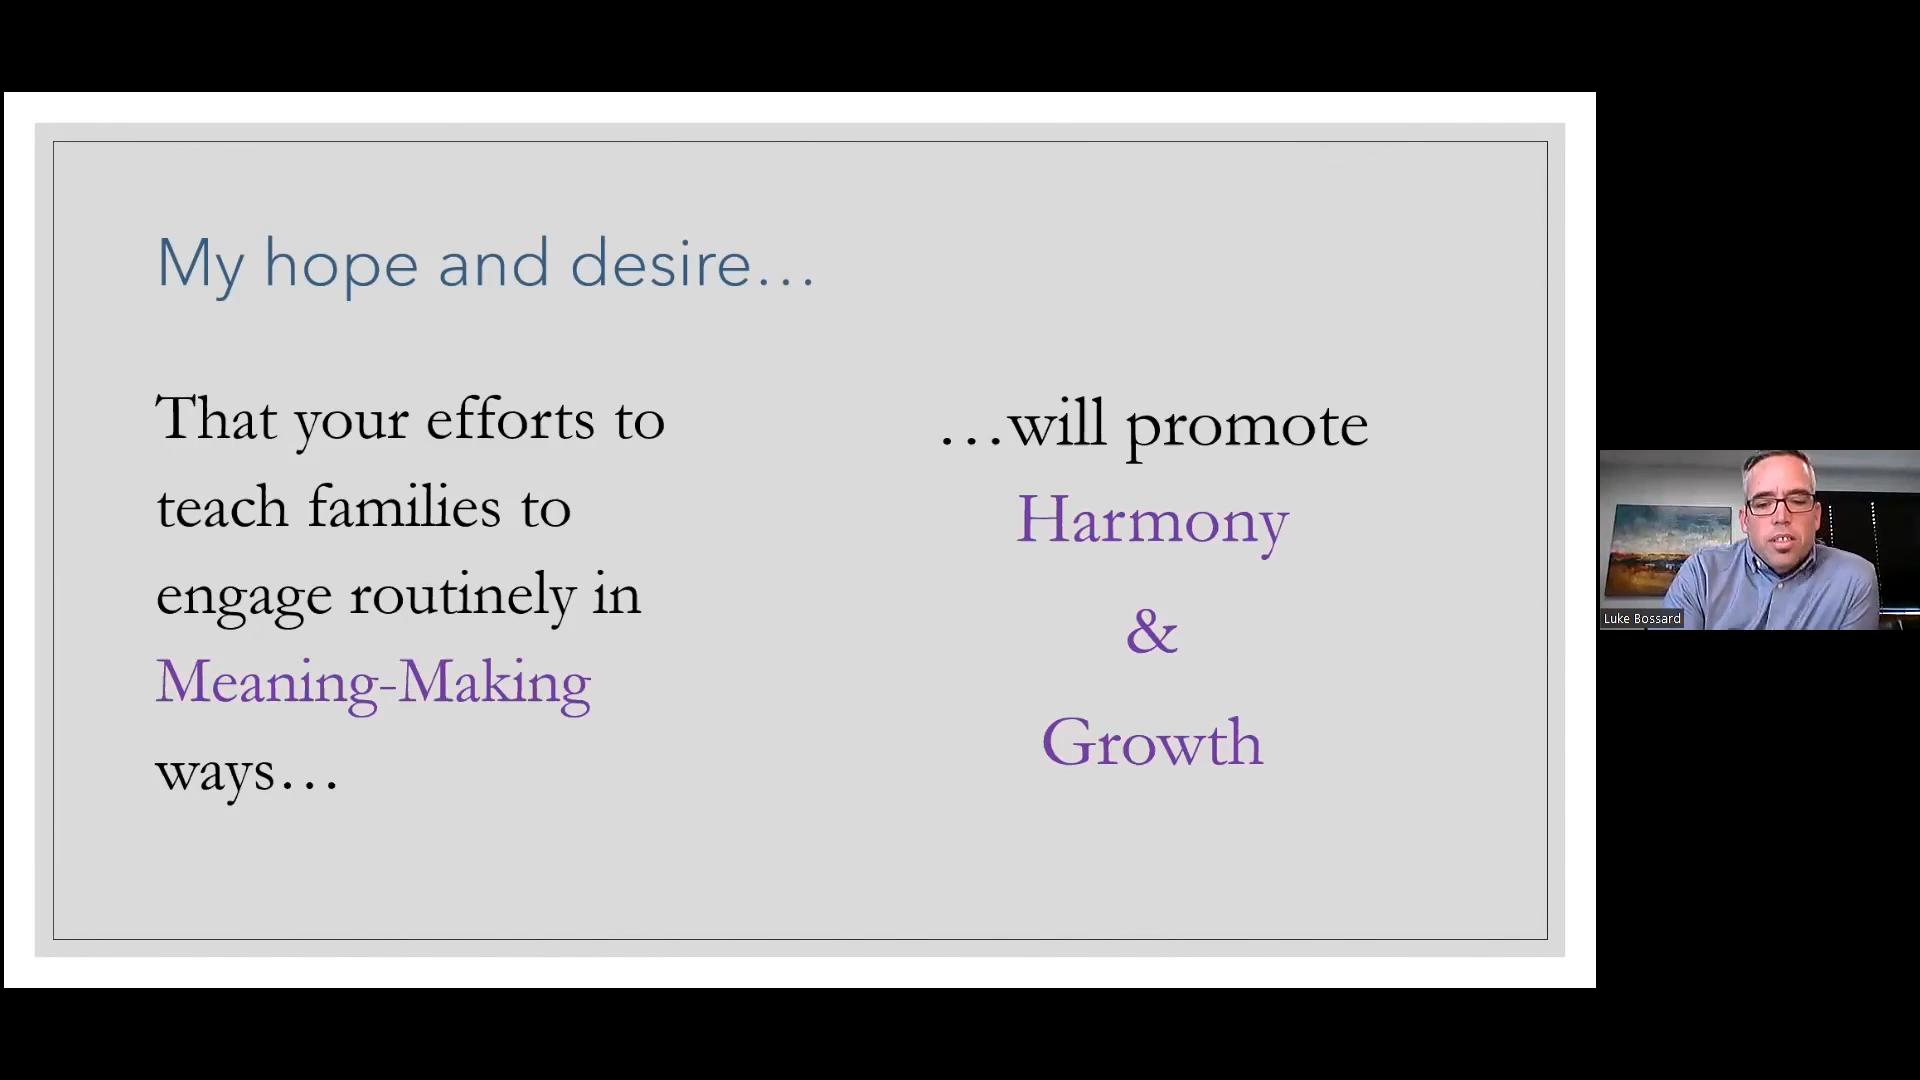 My hope and desire…
That your efforts to
teach families to
engage routinely in
Meaning-Making
ways…
…will promote
Harmony
&
Growth
Luke Bossard